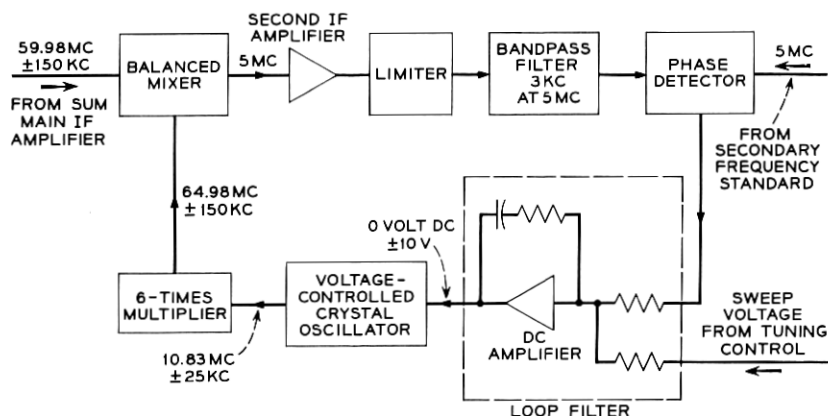 59.98 MC
±150 KC
FROM SUM
MAIN IF
AMPLIFIER
BALANCED
MIXER
5 MC
SECOND IF
AMPLIFIER
LIMITER
BANDPASS
FILTER
3 KC
AT 5 MC
PHASE
DETECTOR
5 MC
FROM
SECONDARY
FREQUENCY
STANDARD
64.98 MC
± 150 KC
0 VOLT DC
±10 V
6-TIMES
MULTIPLIER
10.83 MC
± 25 KC
VOLTAGE-
CONTROLLED
CRYSTAL
OSCILLATOR
DC
AMPLIFIER
LOOP FILTER
SWEEP
VOLTAGE
FROM TUNING
CONTROL